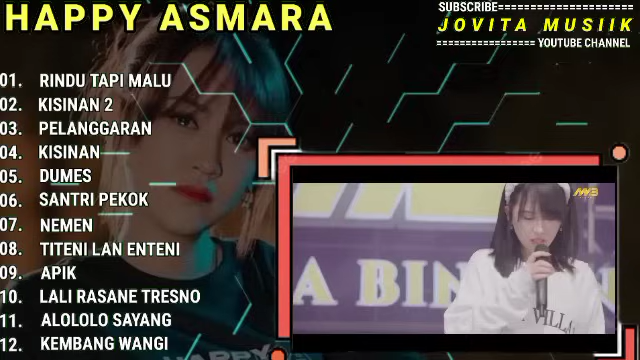 HAPPY ASMARA
SUBSCRIBE====================
JOVITA MUSIIK
================= YOUTUBE CHANNEL
01. RINDU TAPI MALU
02. KISINAN 2
03. PELANGGARAN
04. KISINAN
05. DUMES
06. SANTRI PEKOK
07. NEMEN
08. TITENI LAN ENTENI
09. APIK
10. LALI RASANE TRESNO
11. ALOLOLO SAYANG
12. KEMBANG WANGI
A BIN
HAPPY